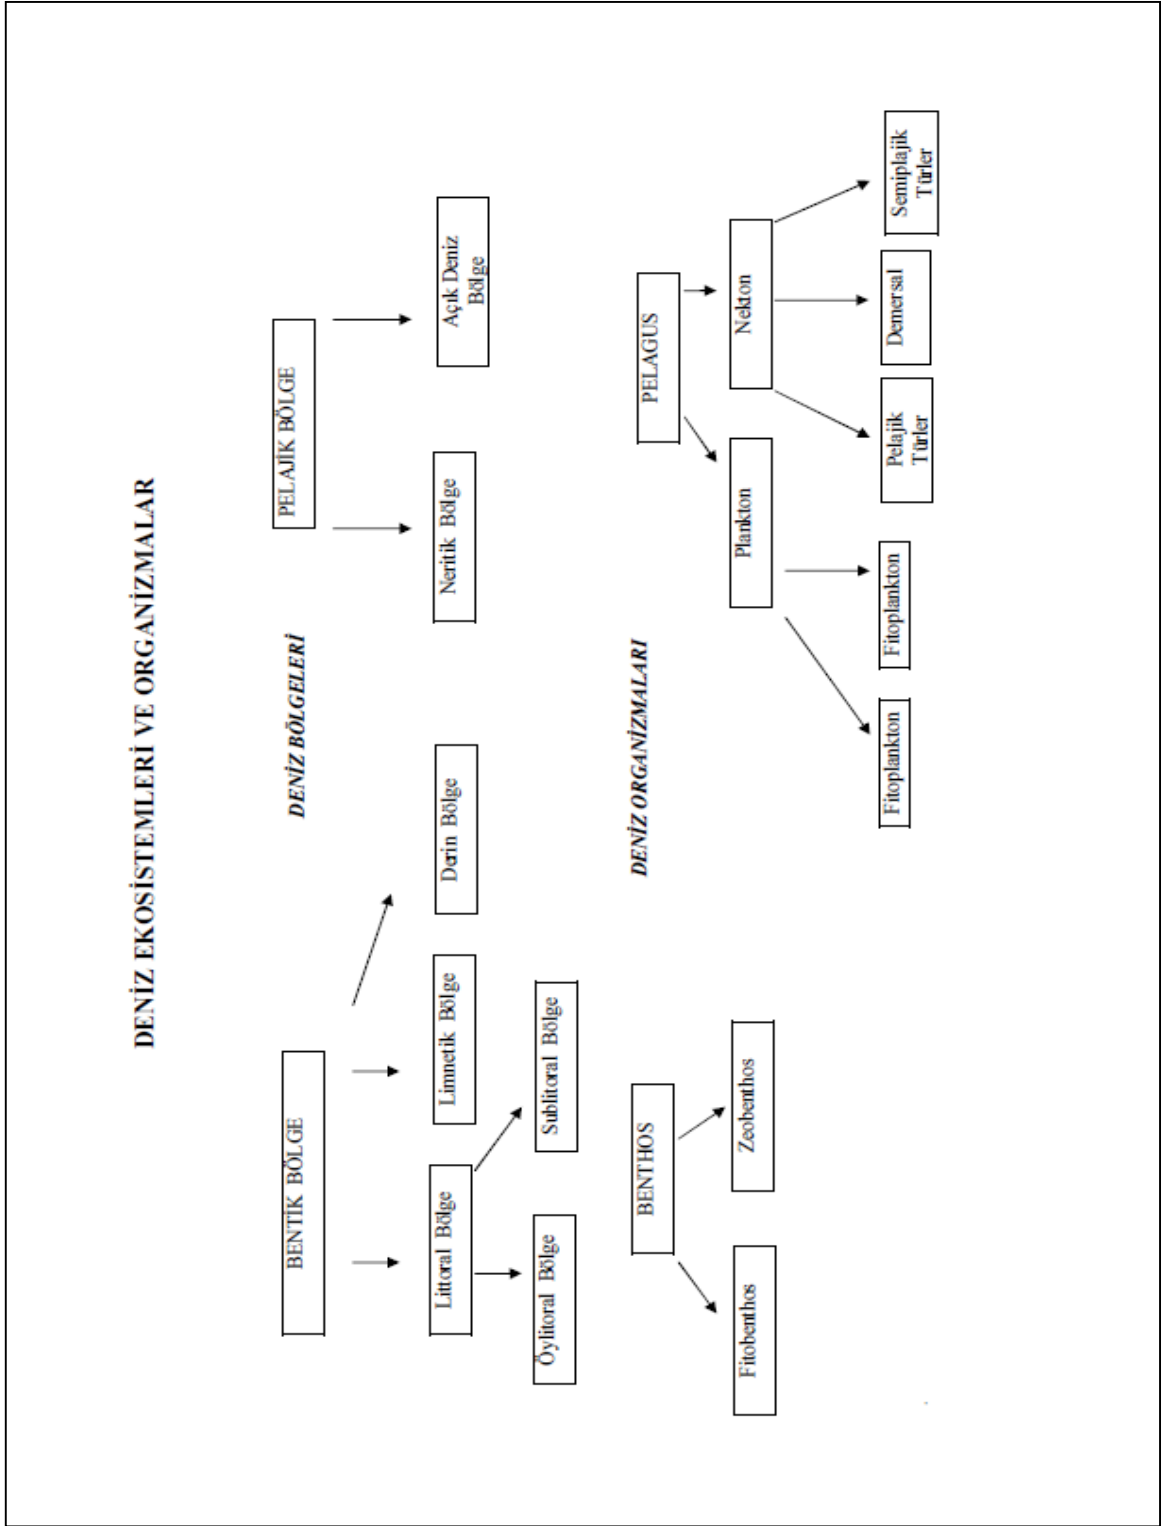 DENİZ EKOSİSTEMLERİ VE ORGANİZMALAR
DENİZ BÖLGELERİ
BENTİK BÖLGE
PELAJİK BÖLGE
Littoral Bölge
Limnetik Bölge
Derin Bölge
Neritik Bölge
Açık Deniz
Bölge
Öylitoral Bölge
Sublitoral Bölge
DENİZ ORGANİZMALARI
BENTHOS
PELAGUS
Fitobenthos
Zeobenthos
Plankton
Nekton
Fitoplankton
Fitoplankton
Pelajik
Türler
Demersal
Semiplajik
Türler